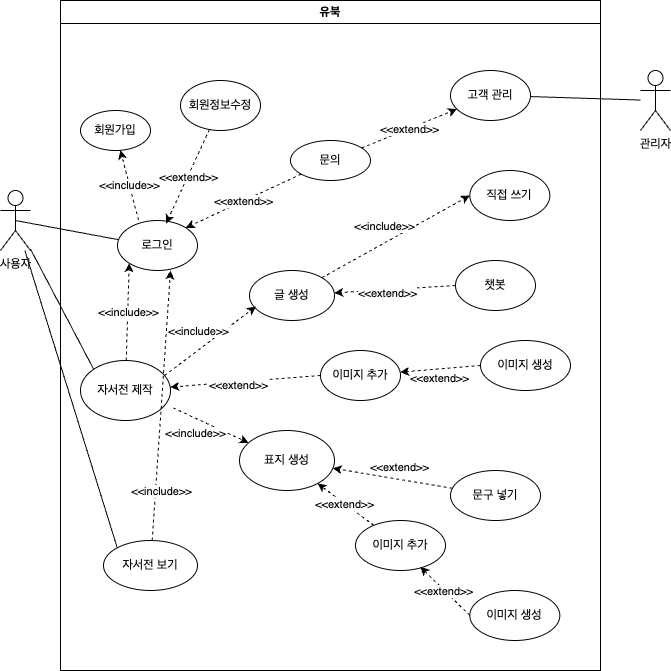 유북
회원정보수정
고객 관리
관리자
회원가입
<<extend>>
문의
<<include>>
<<extend>>
<<extend>>
직접 쓰기
사용자
로그인
<<include>>
글 생성
챗봇
<<extend>>
<<include>>
<<include>>
자서전 제작
<<extend>>
이미지 추가
<<extend>>
이미지 생성
<<include>>
표지 생성
<<extend>>
<<include>>
문구 넣기
<<extend>>
이미지 추가
자서전 보기
<<extend>>
이미지 생성